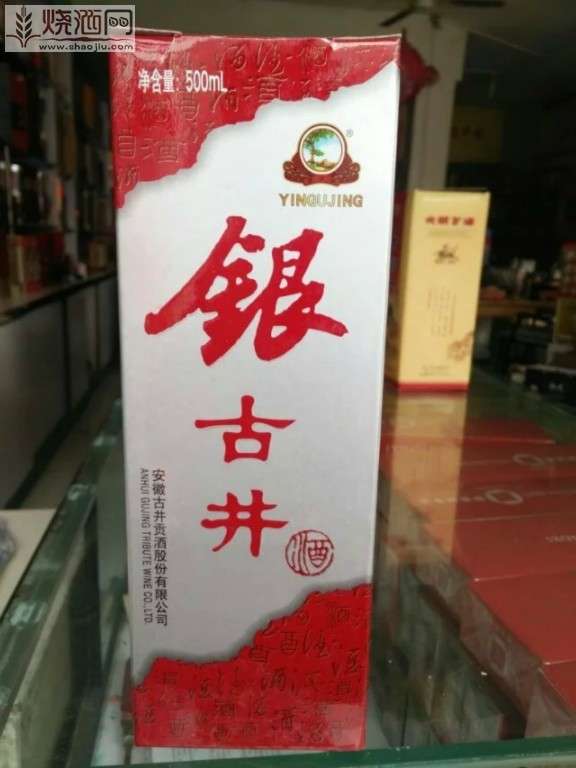 烧酒网
www.shaojiu.com
净含量：500mL
YINGUJING
银
古
井
酒
安徽古井贡酒股份有限公司
ANHUI GUJING TRIBUTE WINE CO.,LTD.